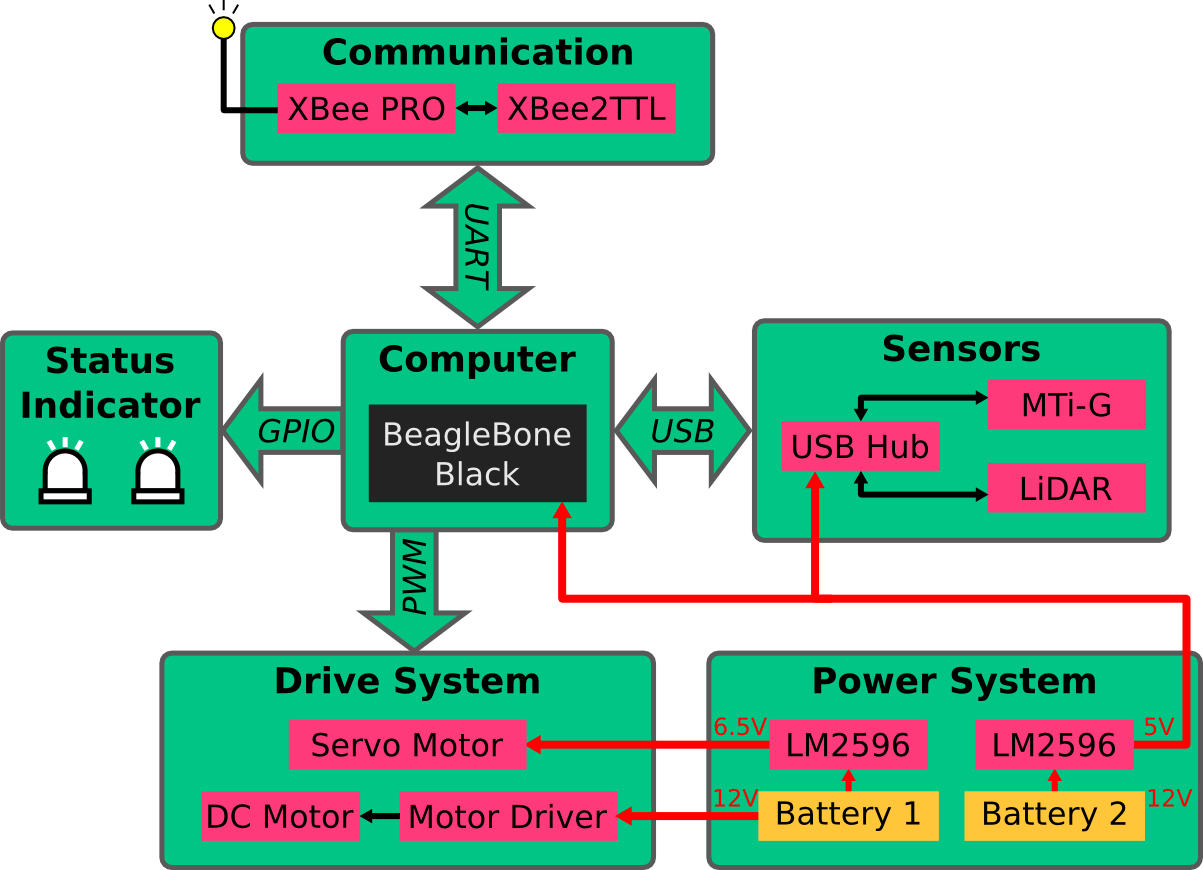 Communication
XBee PRO
XBee2TTL
UART
Status
Indicator
GPIO
Computer
BeagleBone
Black
USB
Sensors
MTi-G
USB Hub
LiDAR
PWM
Drive System
Servo Motor
DC Motor
Motor Driver
Power System
6.5V
LM2596
LM2596
5V
12V
Battery 1
Battery 2
12V